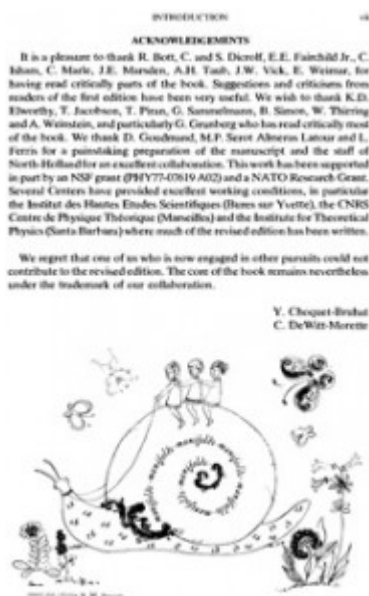 INTRODUCTION vii
ACKNOWLEDGEMENTS
It is a pleasure to thank R. Bott, C. and S. Dicroff, E.E. Fairchild Jr., C.
Isham, C. Marle, J.E. Marsden, A.H. Taub, J.W. Vick, E. Weimar, for
having read critically parts of the book. Suggestions and criticisms from
readers of the first edition have been very useful. We wish to thank K.D.
Elworthy, T. Jacobson, T. Piran, G. Sammelmann, B. Simon, W. Thirring
and A. Weinstein, and particularly G. Grunberg who has read critically most
of the book. We thank D. Goudmand, M.P. Serot Almeras Latour and L.
Ferris for a painstaking preparation of the manuscript and the staff of
North-Holland for an excellent collaboration. This work has been supported
in part by an NSF grant (PHY77-07619 A02) and a NATO Research Grant.
Several Centers have provided excellent working conditions, in particular
the Institut des Hautes Etudes Scientifiques (Bures sur Yvette), the CNRS
Centre de Physique Théorique (Marseilles) and the Institute for Theoretical
Physics (Santa Barbara) where much of the revised edition has been written.
We regret that one of us who is now engaged in other pursuits could not
contribute to the revised edition. The core of the book remains nevertheless
under the trademark of our collaboration.
Y. Choquet-Bruhat
C. DeWitt-Morette
manifolds manifolds manifolds